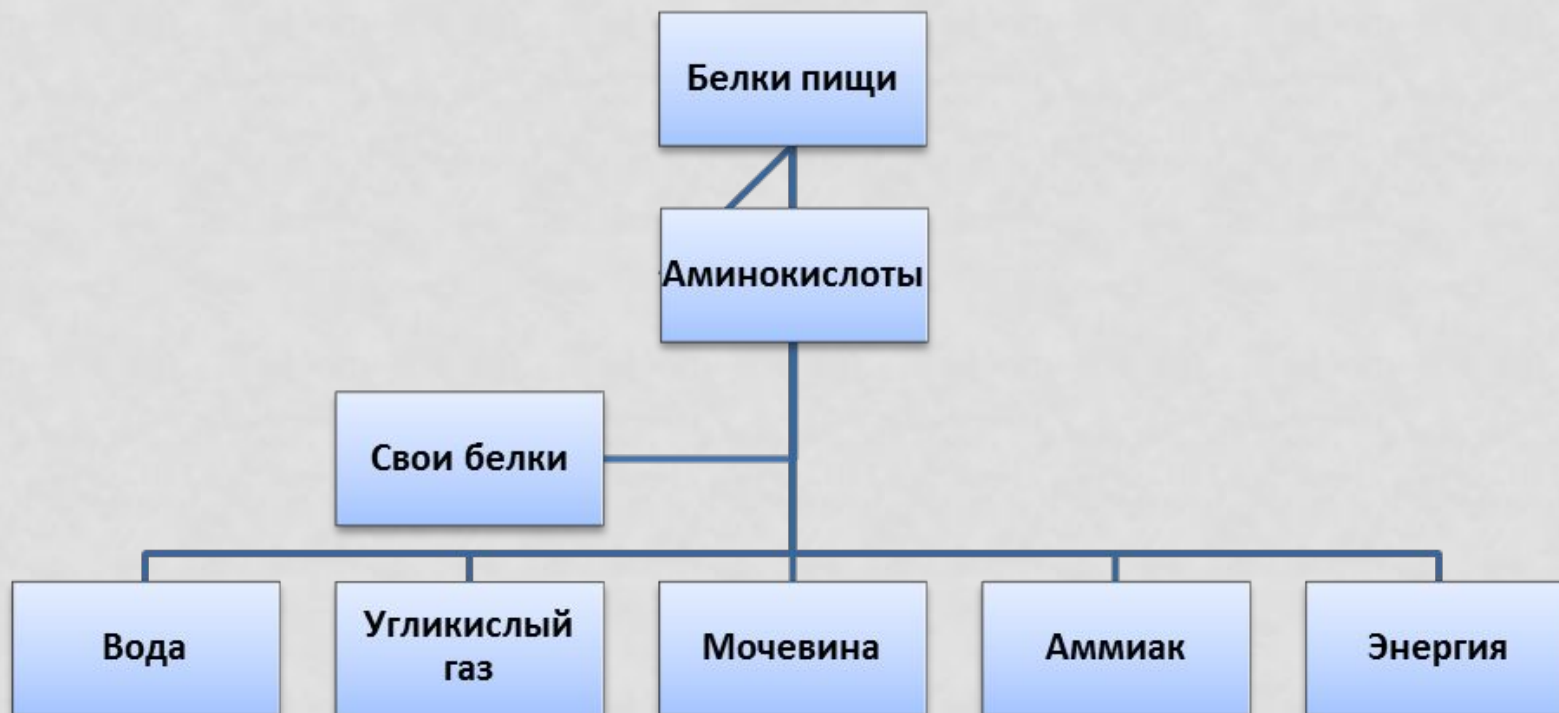 Белки пищи
Аминокислоты
Свои белки
Вода
Угликислый
газ
Мочевина
Аммиак
Энергия